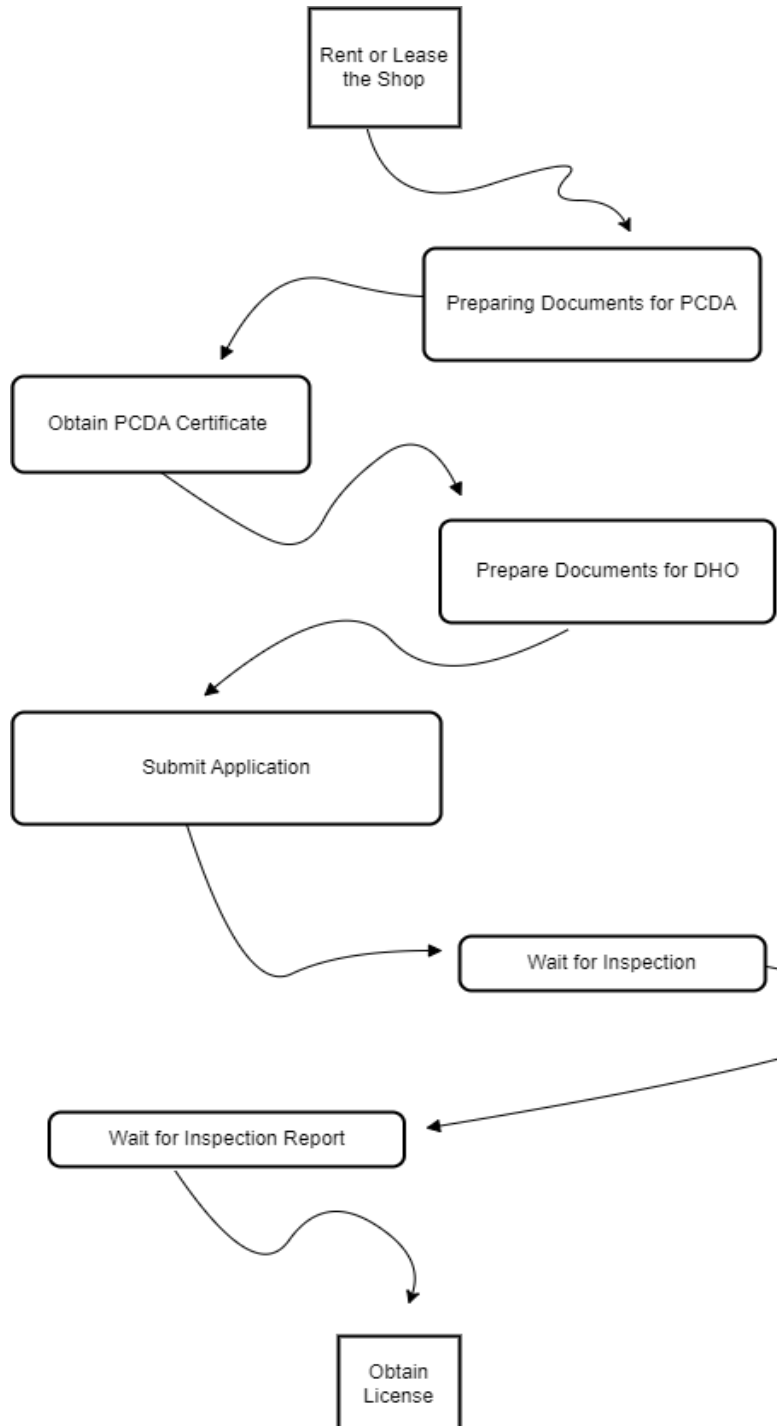 Rent or Lease
the Shop
Preparing Documents for PCDA
Obtain PCDA Certificate
Prepare Documents for DHO
Submit Application
Wait for Inspection
Wait for Inspection Report
Obtain
License